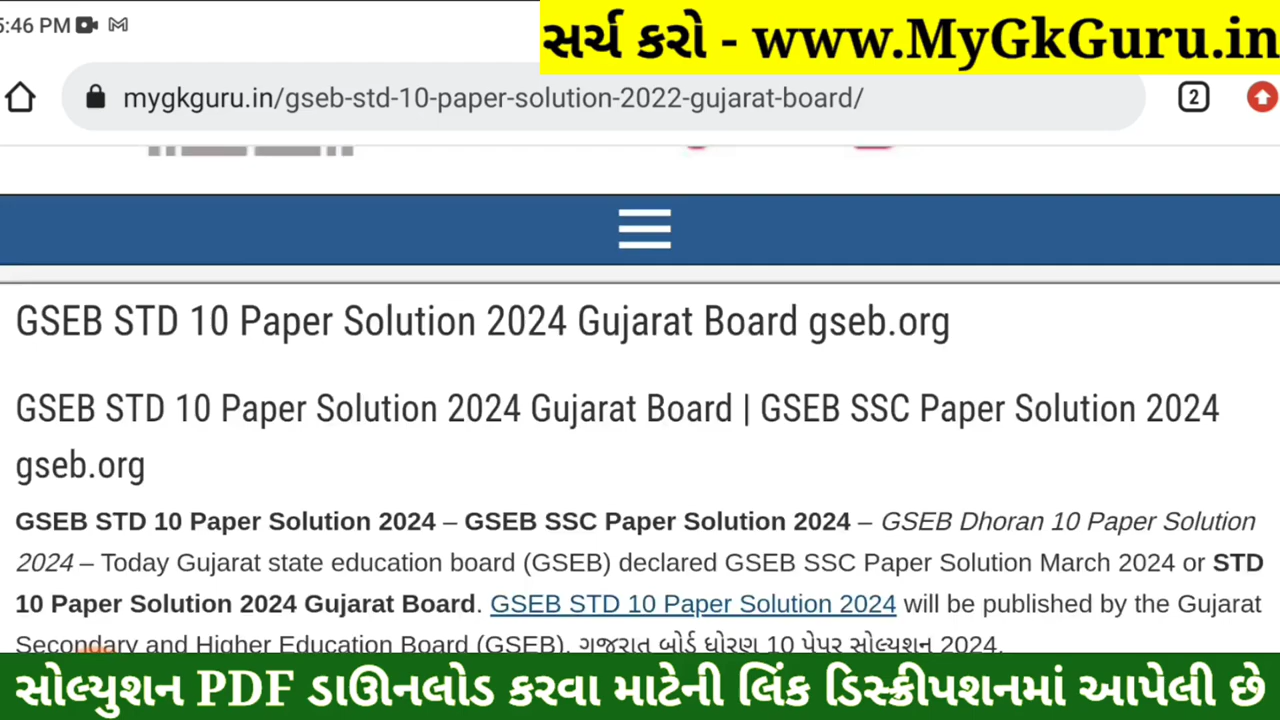 5:46 PM
સર્ચ કરો - www.MyGkGuru.in
mygkguru.in/gseb-std-10-paper-solution-2022-gujarat-board/
2
GSEB STD 10 Paper Solution 2024 Gujarat Board gseb.org
GSEB STD 10 Paper Solution 2024 Gujarat Board | GSEB SSC Paper Solution 2024
gseb.org
GSEB STD 10 Paper Solution 2024 – GSEB SSC Paper Solution 2024 – GSEB Dhoran 10 Paper Solution
2024 – Today Gujarat state education board (GSEB) declared GSEB SSC Paper Solution March 2024 or STD
10 Paper Solution 2024 Gujarat Board. GSEB STD 10 Paper Solution 2024 will be published by the Gujarat
Secondary and Higher Education Board (GSEB). ગુજરાત બોર્ડ ધોરણ 10 પેપર સોલ્યુશન 2024.
સોલ્યુશન PDF ડાઊનલોડ કરવા માટેની લિંક ડિસ્ક્રીપશનમાં આપેલી છે